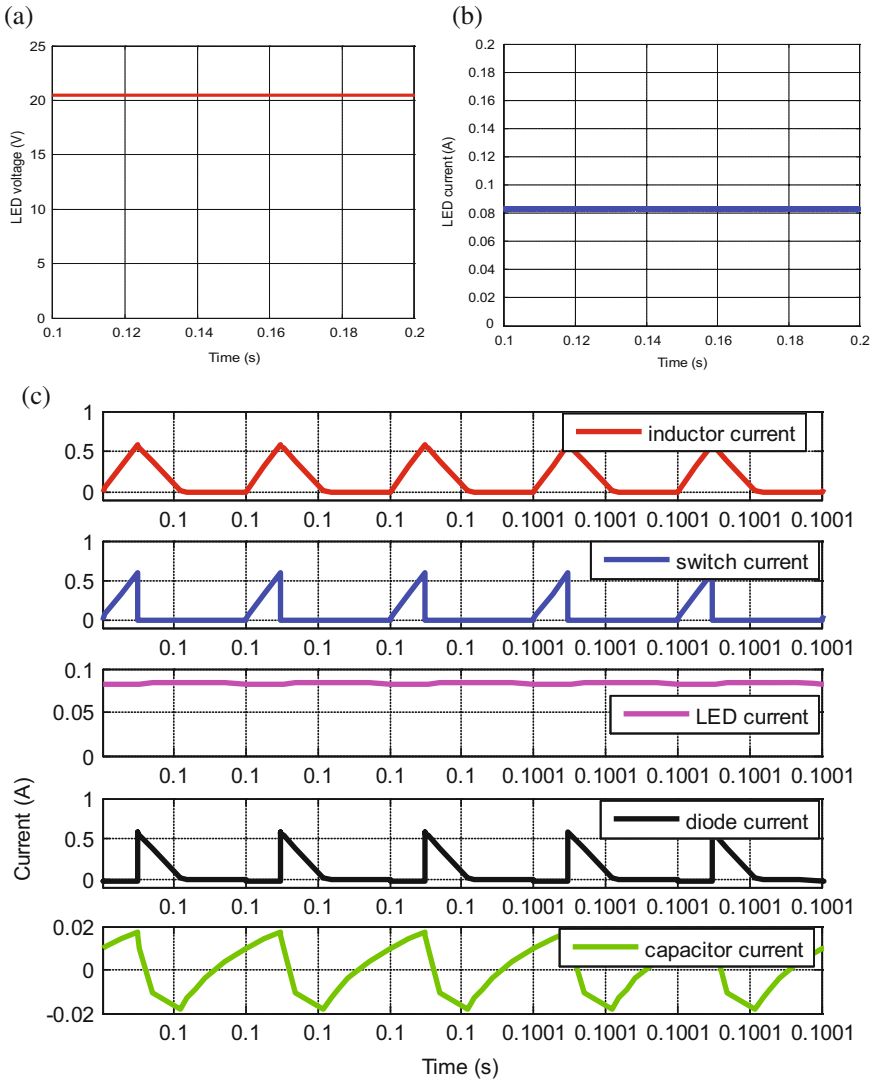 (a)
25
20
15
10
5
0
LED voltage (V)
0.1 0.12 0.14 0.16 0.18 0.2
Time (s)
(b)
0.2
0.18
0.16
0.14
0.12
0.1
0.08
0.06
0.04
0.02
0
LED current (A)
0.1 0.12 0.14 0.16 0.18 0.2
Time (s)
(c)
1
0.5
0
inductor current
0.1 0.1 0.1 0.1 0.1 0.1001 0.1001 0.1001 0.1001 0.1001
1
0.5
0
switch current
0.1 0.1 0.1 0.1 0.1 0.1001 0.1001 0.1001 0.1001 0.1001
0.1
0.05
0
LED current
0.1 0.1 0.1 0.1 0.1 0.1001 0.1001 0.1001 0.1001 0.1001
Current (A)
1
0.5
0
diode current
0.1 0.1 0.1 0.1 0.1 0.1001 0.1001 0.1001 0.1001 0.1001
0.02
0
-0.02
capacitor current
0.1 0.1 0.1 0.1 0.1 0.1001 0.1001 0.1001 0.1001 0.1001
Time (s)